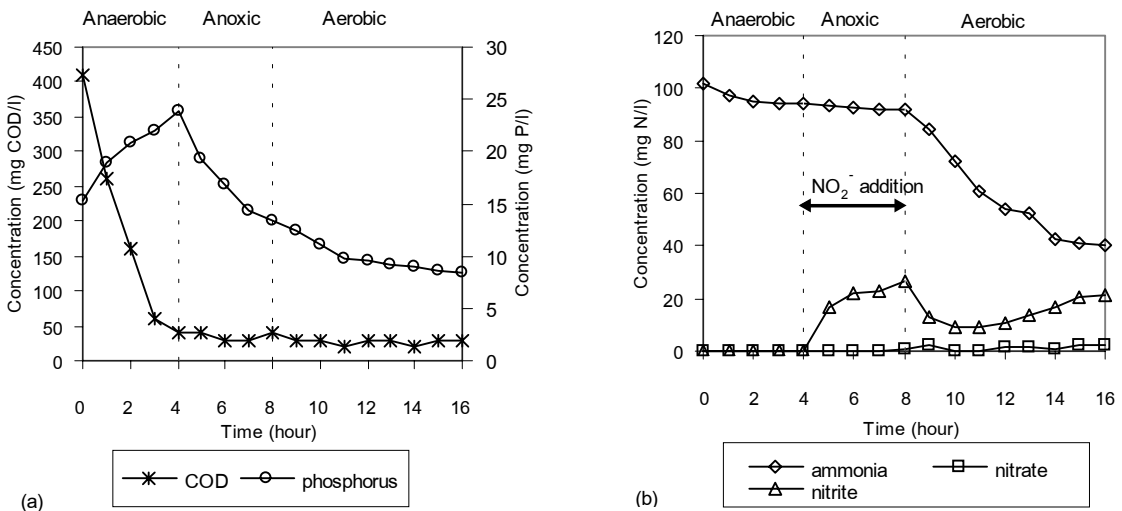 Anaerobic Anoxic Aerobic
450
400
350
300
250
200
150
100
50
0
Concentration (mg COD/l)
30
25
20
15
10
5
0
Concentration (mg P/l)
0 2 4 6 8 10 12 14 16
Time (hour)
COD phosphorus
(a)
Anaerobic Anoxic Aerobic
120
100
80
60
40
20
0
Concentration (mg N/l)
NO₂⁻ addition
0 2 4 6 8 10 12 14 16
Time (hour)
ammonia nitrate
nitrite
(b)